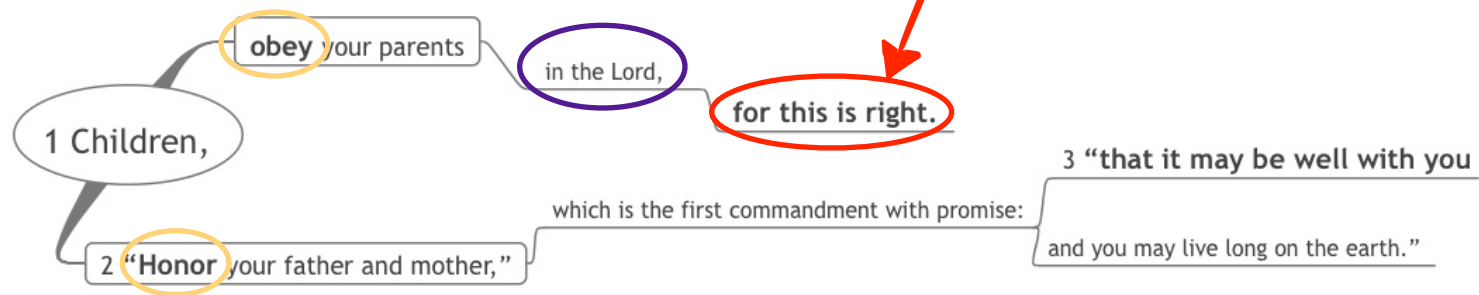 1 Children,
obey your parents
in the Lord,
for this is right.
2 “Honor your father and mother,”
which is the first commandment with promise:
3 “that it may be well with you
and you may live long on the earth.”